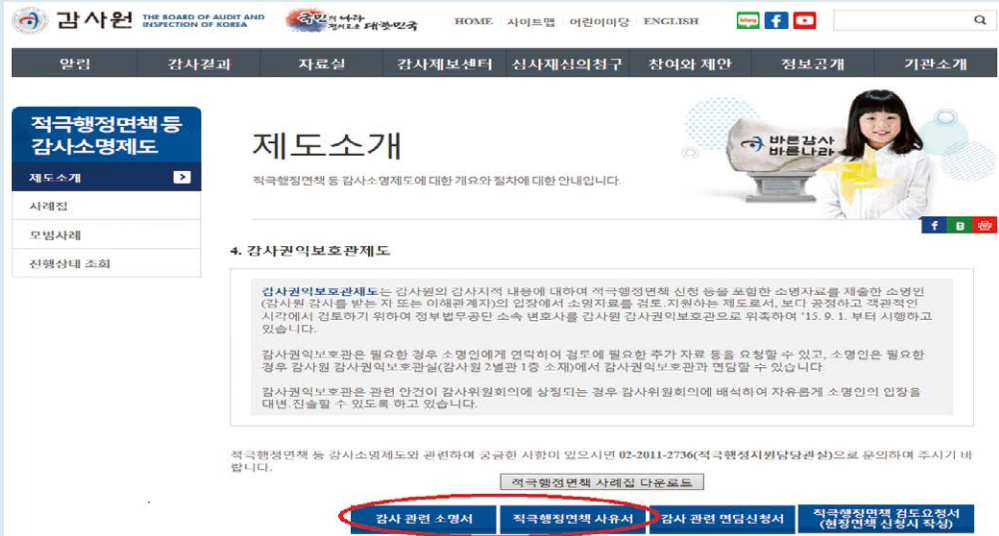 감사원 THE BOARD OF AUDIT AND
INSPECTION OF KOREA
국민의 나라
정의로운 대한민국
HOME 사이트맵 어린이마당 ENGLISH
blog f
알림 감사결과 자료실 감사제보센터 심사재심의청구 참여와 제안 정보공개 기관소개
적극행정면책 등
감사소명제도
제도소개
사례집
모범사례
진행상태 조회
제도소개
적극행정면책 등 감사소명제도에 대한 개요와 절차에 대한 안내입니다
바른감사
바른나라
f B
4. 감사권익보호관제도
감사권익보호관제도는 감사원의 감사지적 내용에 대하여 적극행정면책 신청 등을 포함한 소명자료를 제출한 소명인
(감사원 감사를 받는 자 또는 이해관계자)의 입장에서 소명자료를 검토.지원하는 제도로서, 보다 공정하고 객관적인
시각에서 검토하기 위하여 정부법무공단 소속 변호사를 감사원 감사권익보호관으로 위촉하여 '15. 9. 1. 부터 시행하고
있습니다.
감사권익보호관은 필요한 경우 소명인에게 연락하여 검토에 필요한 추가 자료 등을 요청할 수 있고, 소명인은 필요한
경우 감사원 감사권익보호관실(감사원 2별관 1층 소재)에서 감사권익보호관과 면담할 수 있습니다
감사권익보호관은 관련 안건이 감사위원회의에 상정되는 경우 감사위원회의에 배석하여 자유롭게 소명인의 입장을
대변.진술할 수 있도록 하고 있습니다.
적극행정면책 등 감사소명제도와 관련하여 궁금한 사항이 있으시면 02-2011-2736(적극행정지원담당관실)으로 문의하여 주시기 바
랍니다.
적극행정면책 사례집 다운로드
감사 관련 소명서 적극행정면책 사유서 감사 관련 면담신청서 적극행정면책 검토요청서
(현장면책 신청시 작성)